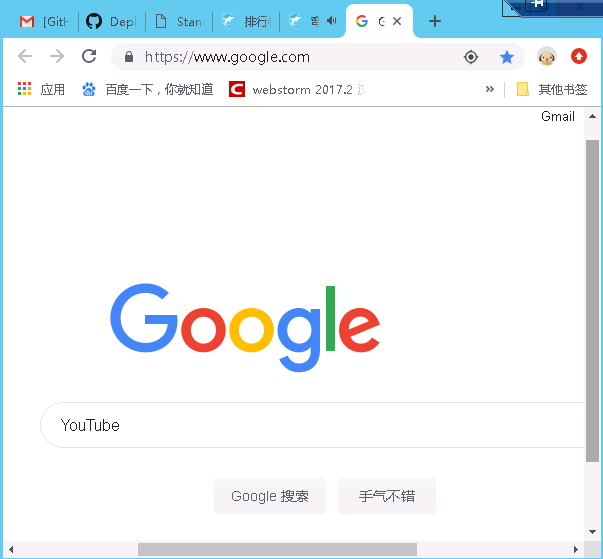 [GitH Depl Stan 排行
https://www.google.com
应用 百度一下，你就知道 webstorm 2017.2 » 其他书签
Gmail
Google
YouTube
Google 搜索 手气不错